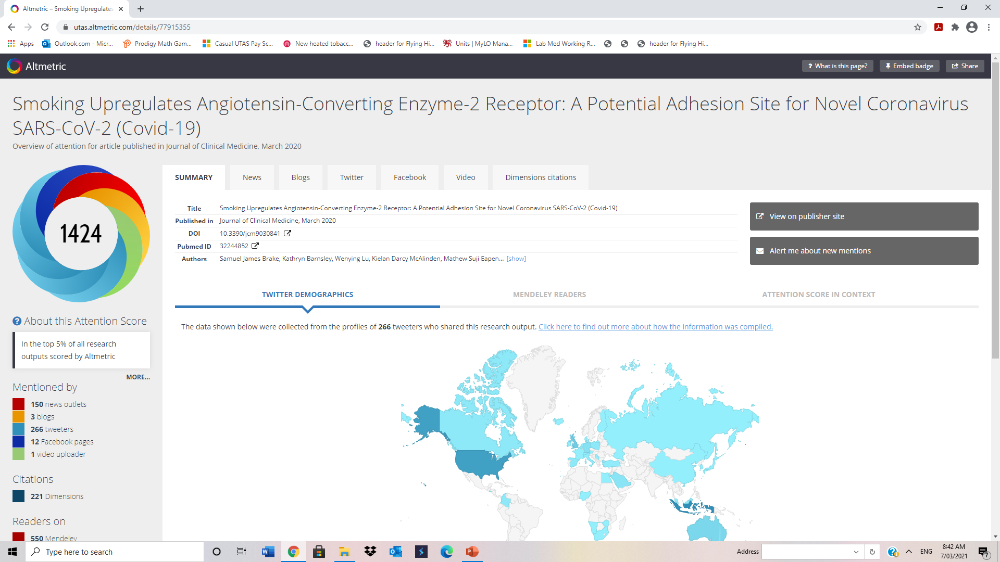 Altmetric – Smoking Upregulates
utas.altmetric.com/details/77915355
Apps Outlook.com - Micr... Prodigy Math Gam... Casual UTAS Pay Sc... New heated tobacc... header for Flying Hi... Units | MyLO Mana... Lab Med Working R... header for Flying Hi...
Altmetric
? What is this page? Embed badge Share
Smoking Upregulates Angiotensin-Converting Enzyme-2 Receptor: A Potential Adhesion Site for Novel Coronavirus
SARS-CoV-2 (Covid-19)
Overview of attention for article published in Journal of Clinical Medicine, March 2020
1424
SUMMARY News Blogs Twitter Facebook Video Dimensions citations
Title Smoking Upregulates Angiotensin-Converting Enzyme-2 Receptor: A Potential Adhesion Site for Novel Coronavirus SARS-CoV-2 (Covid-19)
Published in Journal of Clinical Medicine, March 2020
DOI 10.3390/jcm9030841
Pubmed ID 32244852
Authors Samuel James Brake, Kathryn Barnsley, Wenying Lu, Kielan Darcy McAlinden, Mathew Suji Eapen... [show]
View on publisher site
Alert me about new mentions
TWITTER DEMOGRAPHICS MENDELEY READERS ATTENTION SCORE IN CONTEXT
The data shown below were collected from the profiles of 266 tweeters who shared this research output. Click here to find out more about how the information was compiled.
? About this Attention Score
In the top 5% of all research
outputs scored by Altmetric
MORE...
Mentioned by
150 news outlets
3 blogs
266 tweeters
12 Facebook pages
1 video uploader
Citations
221 Dimensions
Readers on
550 Mendeley
Type here to search
Address
ENG
8:42 AM
7/03/2021
7